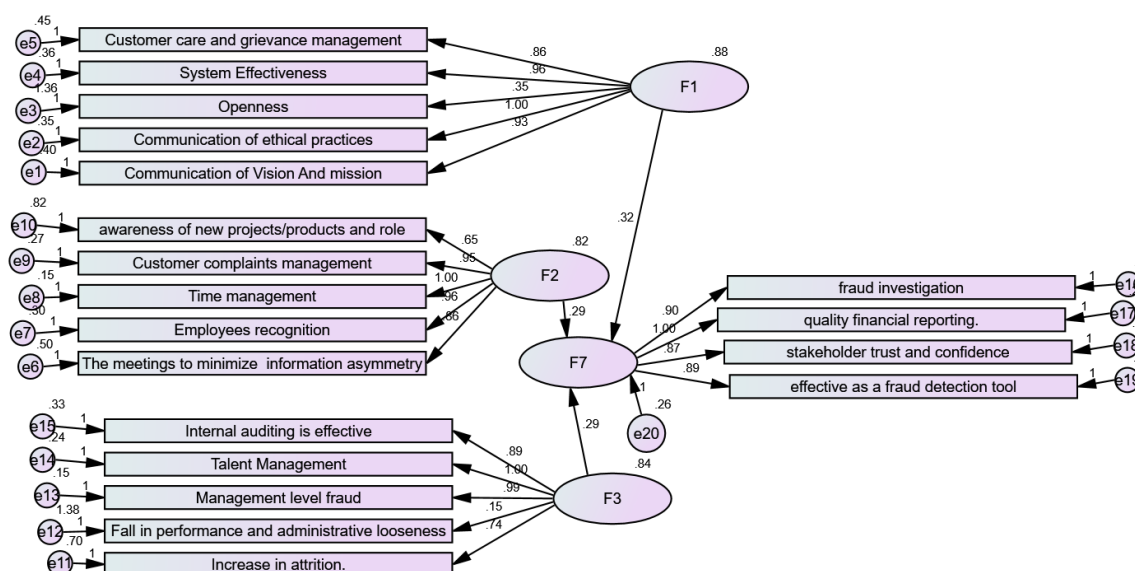 .45
e5
1
Customer care and grievance management
.86
.88
.36
e4
1
System Effectiveness
.96
F1
1.36
e3
1
Openness
.35
.35
e2
1
Communication of ethical practices
1.00
.40
e1
1
Communication of Vision And mission
.93
.32
.82
e10
1
awareness of new projects/products and role
.65
.82
.27
e9
1
Customer complaints management
.95
F2
.15
e8
1
Time management
1.00
.30
e7
1
Employees recognition
.96
.29
.50
e6
1
The meetings to minimize information asymmetry
.86
F7
.90
fraud investigation
1
e16
1.00
quality financial reporting.
1
e17
.87
stakeholder trust and confidence
1
e18
.89
effective as a fraud detection tool
1
e19
1
.26
e20
.29
.33
e15
1
Internal auditing is effective
.89
.84
.24
e14
1
Talent Management
1.00
F3
.15
e13
1
Management level fraud
.99
1.38
e12
1
Fall in performance and administrative looseness
.15
.70
e11
1
Increase in attrition.
.74